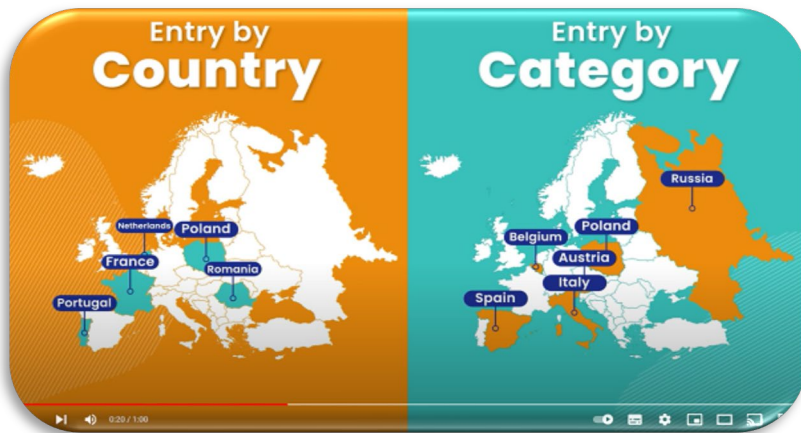 Entry by
Country
Netherlands
Poland
France
Romania
Portugal
Entry by
Category
Russia
Poland
Belgium
Austria
Italy
Spain
0:20 / 1:00